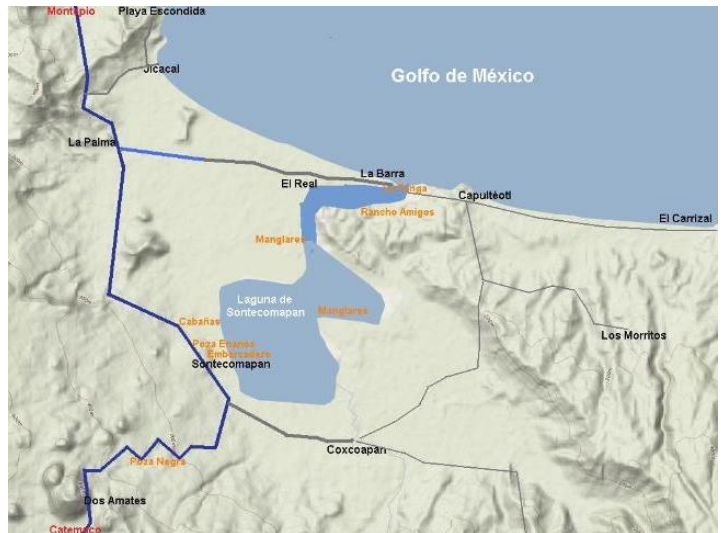 Montepio
Playa Escondida
Jicacal
Golfo de México
La Palma
La Barra
El Real
Capultéotl
Rancho Amigos
El Carrizal
Manglares
Laguna de
Sontecomapan
Manglares
Cabañas
Los Morritos
Poza Enanos
Embarcadero
Sontecomapan
Coxcoapan
Poza Negra
Dos Amates
Catemaco